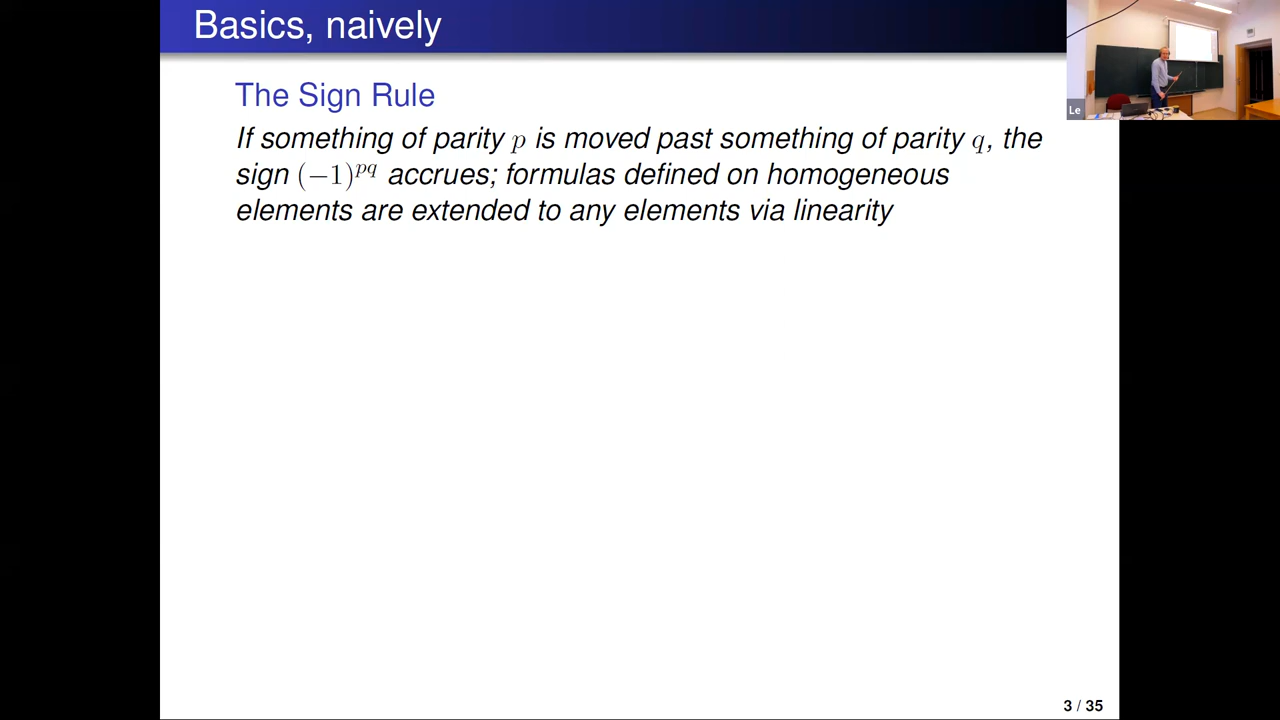 Basics, naively
The Sign Rule
If something of parity p is moved past something of parity q, the
sign (−1)^{pq} accrues; formulas defined on homogeneous
elements are extended to any elements via linearity
Le
3 / 35